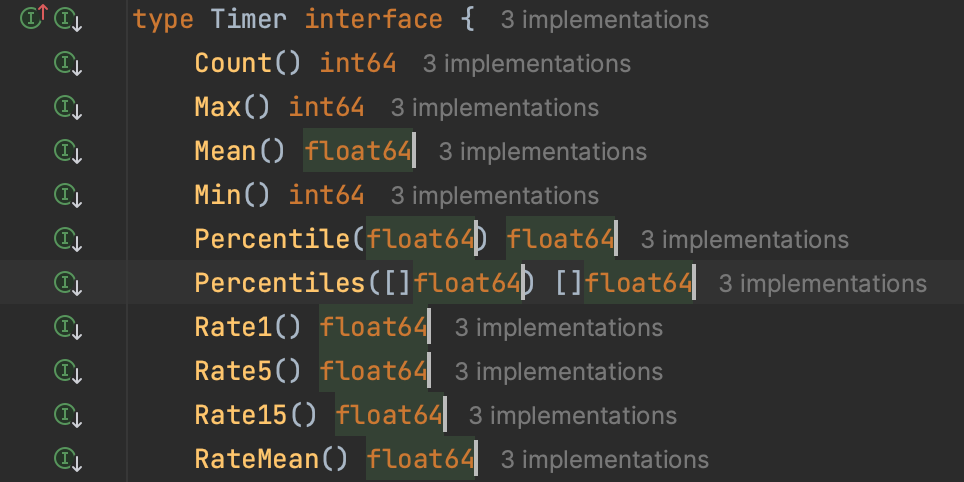 type Timer interface { 3 implementations
Count() int64 3 implementations
Max() int64 3 implementations
Mean() float64 3 implementations
Min() int64 3 implementations
Percentile(float64) float64 3 implementations
Percentiles([]float64) []float64 3 implementations
Rate1() float64 3 implementations
Rate5() float64 3 implementations
Rate15() float64 3 implementations
RateMean() float64 3 implementations